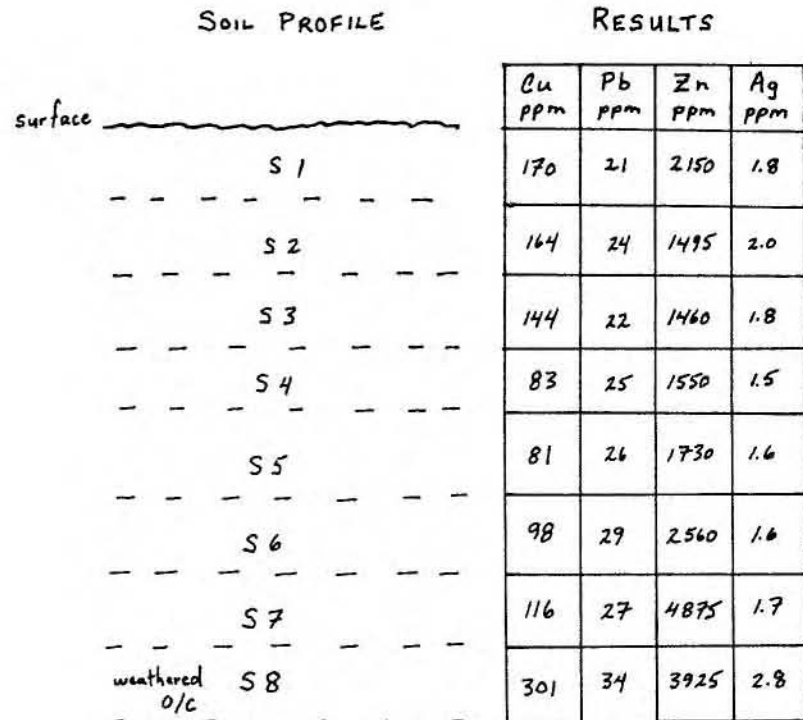 SOIL PROFILE RESULTS
Cu Pb Zn Ag
ppm ppm ppm ppm
surface
S 1 170 21 2150 1.8
S 2 164 24 1495 2.0
S 3 144 22 1460 1.8
S 4 83 25 1550 1.5
S 5 81 26 1730 1.6
S 6 98 29 2560 1.6
S 7 116 27 4875 1.7
weathered S 8 301 34 3925 2.8
O/C